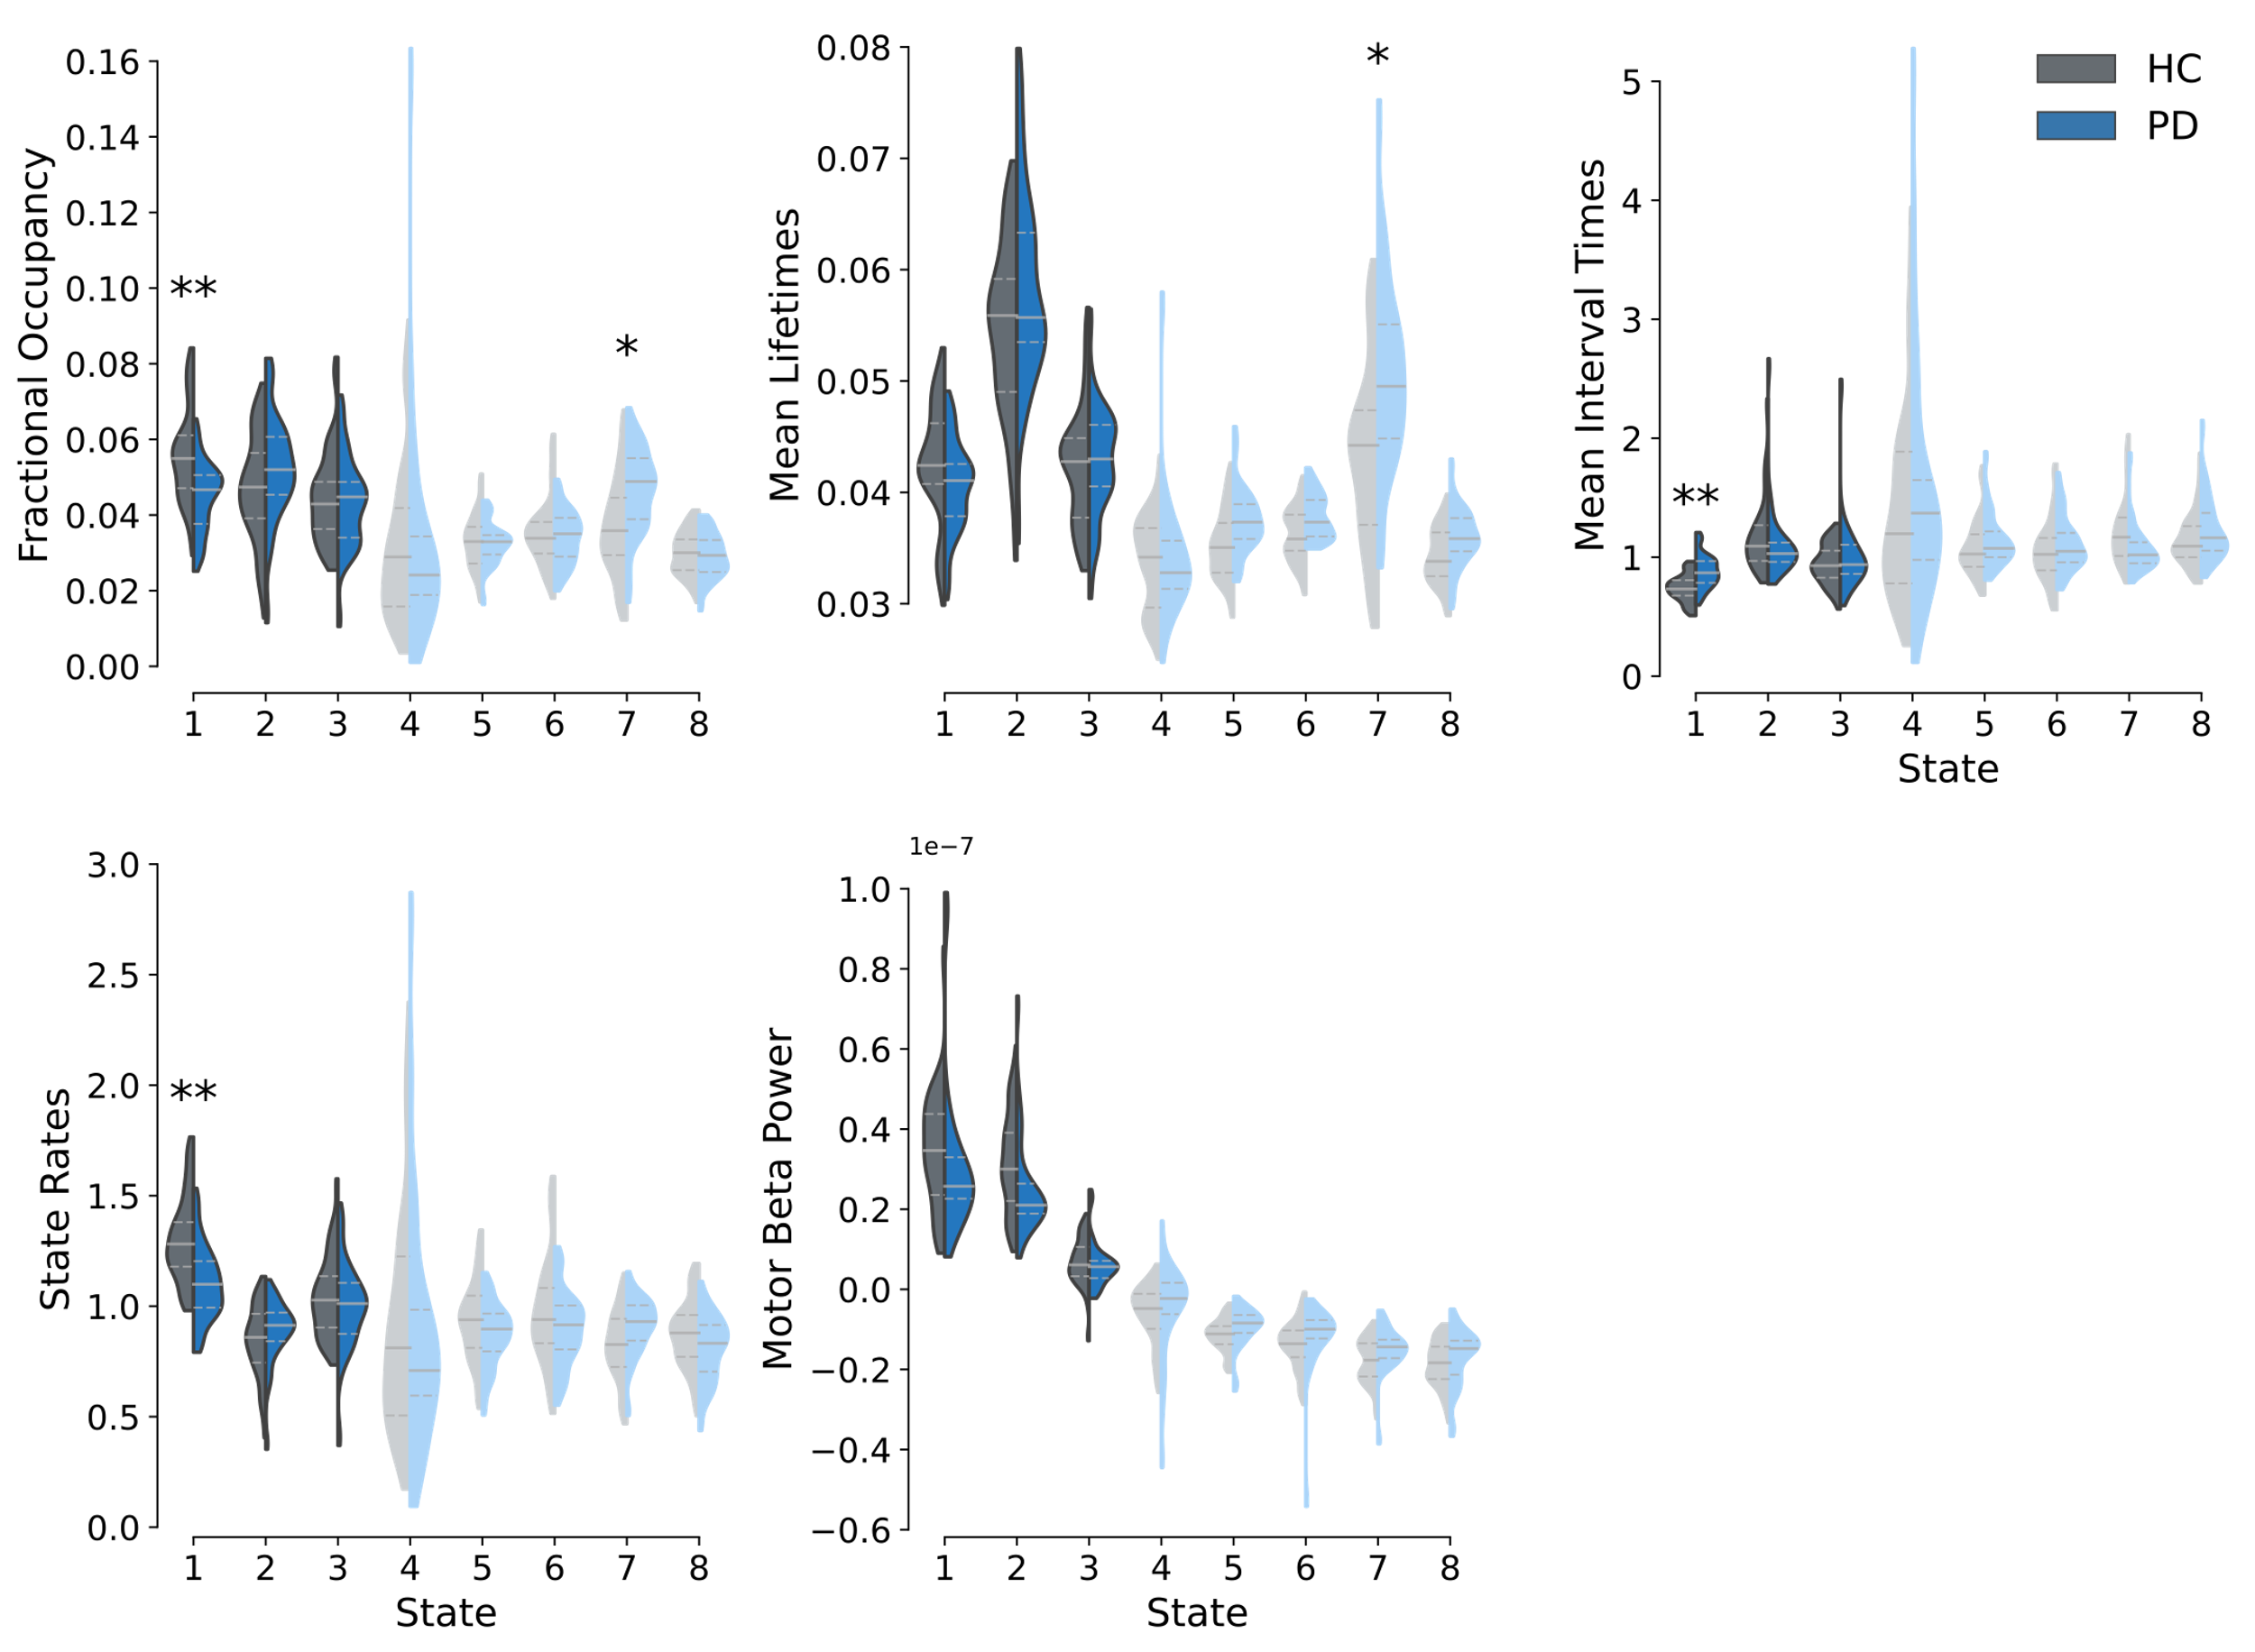 Fractional Occupancy
0.16
0.14
0.12
0.10
0.08
0.06
0.04
0.02
0.00
**
*
1 2 3 4 5 6 7 8
Mean Lifetimes
0.08
0.07
0.06
0.05
0.04
0.03
*
1 2 3 4 5 6 7 8
Mean Interval Times
5
4
3
2
1
0
**
HC
PD
1 2 3 4 5 6 7 8
State
State Rates
3.0
2.5
2.0
1.5
1.0
0.5
0.0
**
1 2 3 4 5 6 7 8
State
Motor Beta Power
1e−7
1.0
0.8
0.6
0.4
0.2
0.0
−0.2
−0.4
−0.6
1 2 3 4 5 6 7 8
State